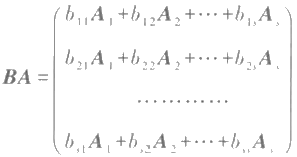 b₁₁A₁+b₁₂A₂+⋯+b₁ₛAₛ
b₂₁A₁+b₂₂A₂+⋯+b₂ₛAₛ
BA =
…………
bₛ₁A₁+bₛ₂A₂+⋯+bₛₛAₛ